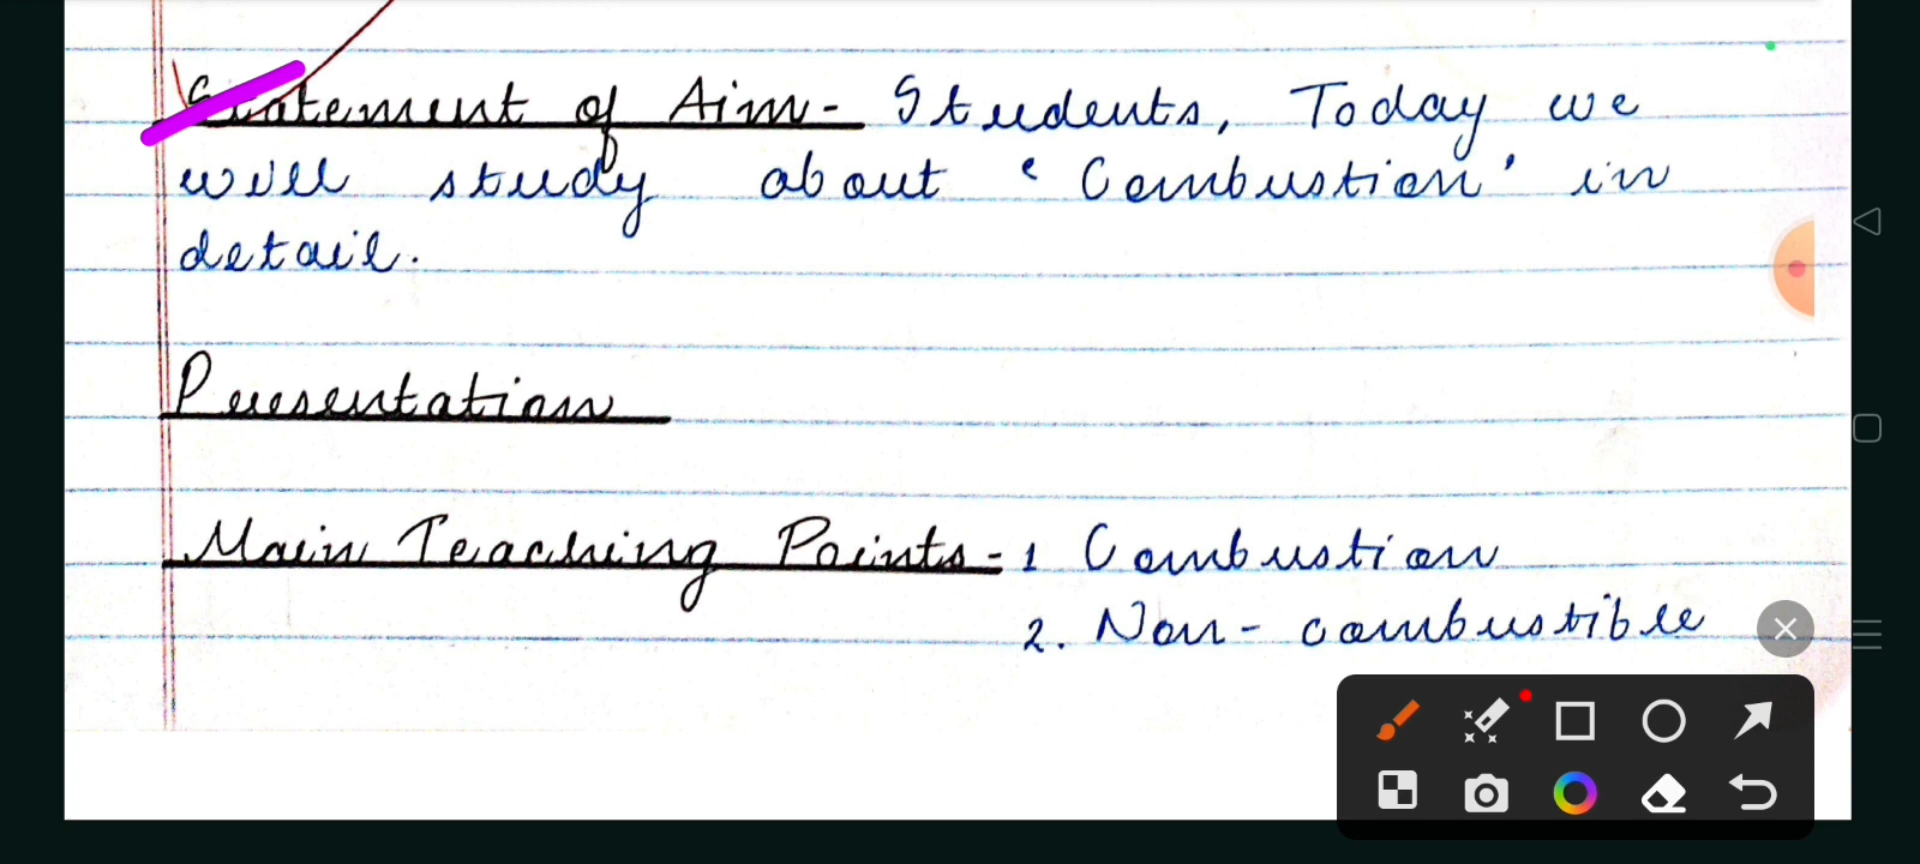 Statement of Aim- Students, Today we
will study about ‘Combustion’ in
detail.
Presentation
Main Teaching Points- 1 Combustion
2. Non-combustible